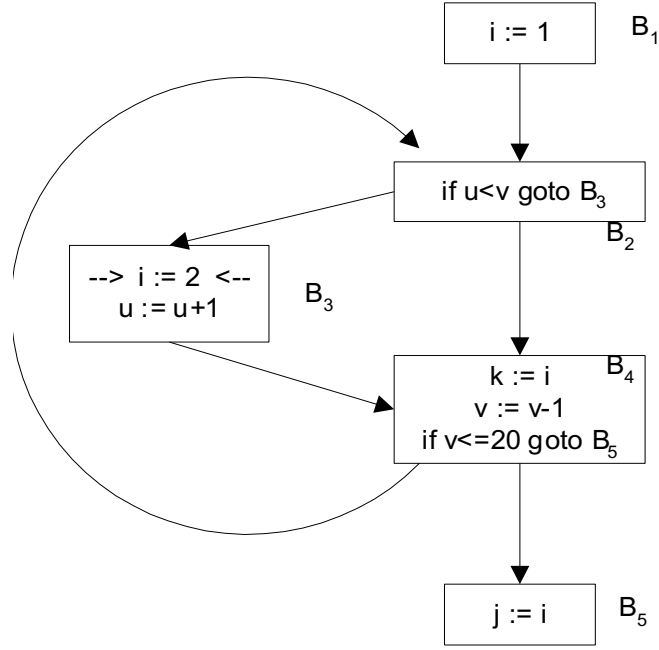 i := 1
B₁
if u<v goto B₃
B₂
--> i := 2 <--
u := u+1
B₃
B₄
k := i
v := v-1
if v<=20 goto B₅
j := i
B₅